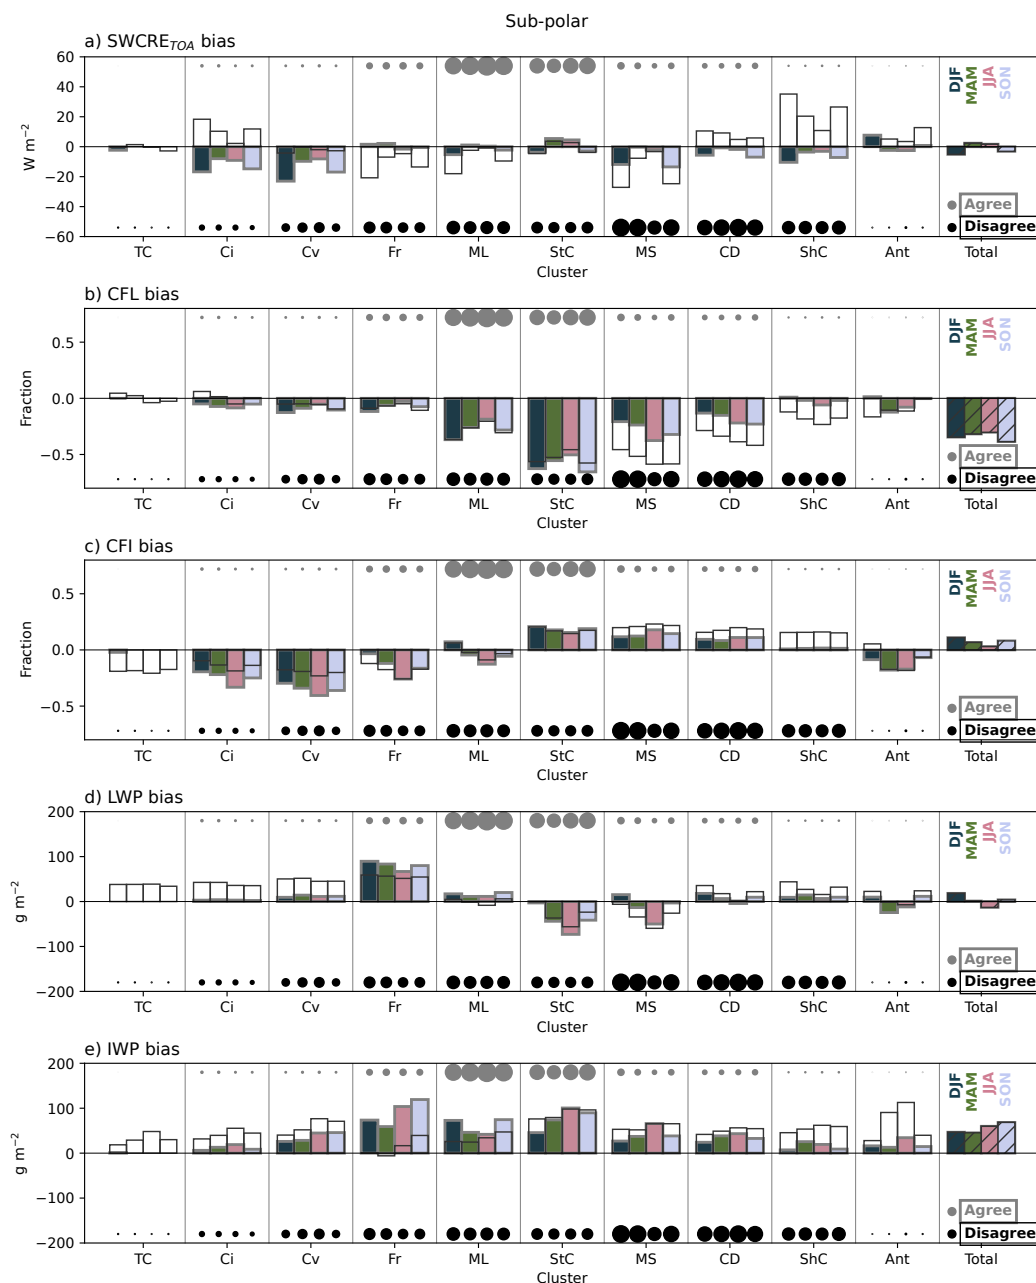 Sub-polar
a) SWCRE_TOA bias
60
40
20
0
−20
−40
−60
W m⁻²
DJF
MAM
JJA
SON
Agree
Disagree
TC Ci Cv Fr ML StC MS CD ShC Ant Total
Cluster
b) CFL bias
0.5
0.0
−0.5
Fraction
DJF
MAM
JJA
SON
Agree
Disagree
TC Ci Cv Fr ML StC MS CD ShC Ant Total
Cluster
c) CFI bias
0.5
0.0
−0.5
Fraction
DJF
MAM
JJA
SON
Agree
Disagree
TC Ci Cv Fr ML StC MS CD ShC Ant Total
Cluster
d) LWP bias
200
100
0
−100
−200
g m⁻²
DJF
MAM
JJA
SON
Agree
Disagree
TC Ci Cv Fr ML StC MS CD ShC Ant Total
Cluster
e) IWP bias
200
100
0
−100
−200
g m⁻²
DJF
MAM
JJA
SON
Agree
Disagree
TC Ci Cv Fr ML StC MS CD ShC Ant Total
Cluster